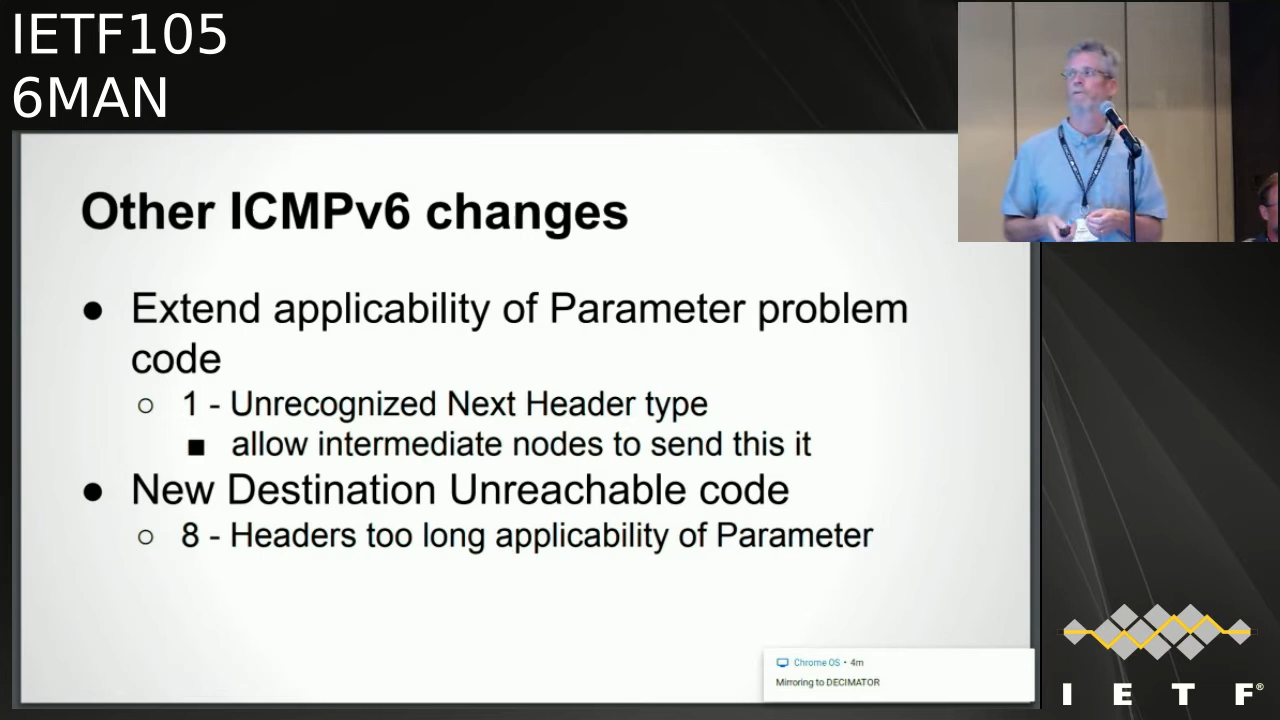 IETF105
6MAN
Other ICMPv6 changes
● Extend applicability of Parameter problem
code
○ 1 - Unrecognized Next Header type
■ allow intermediate nodes to send this it
● New Destination Unreachable code
○ 8 - Headers too long applicability of Parameter
Chrome OS • 4m
Mirroring to DECIMATOR
I E T F®